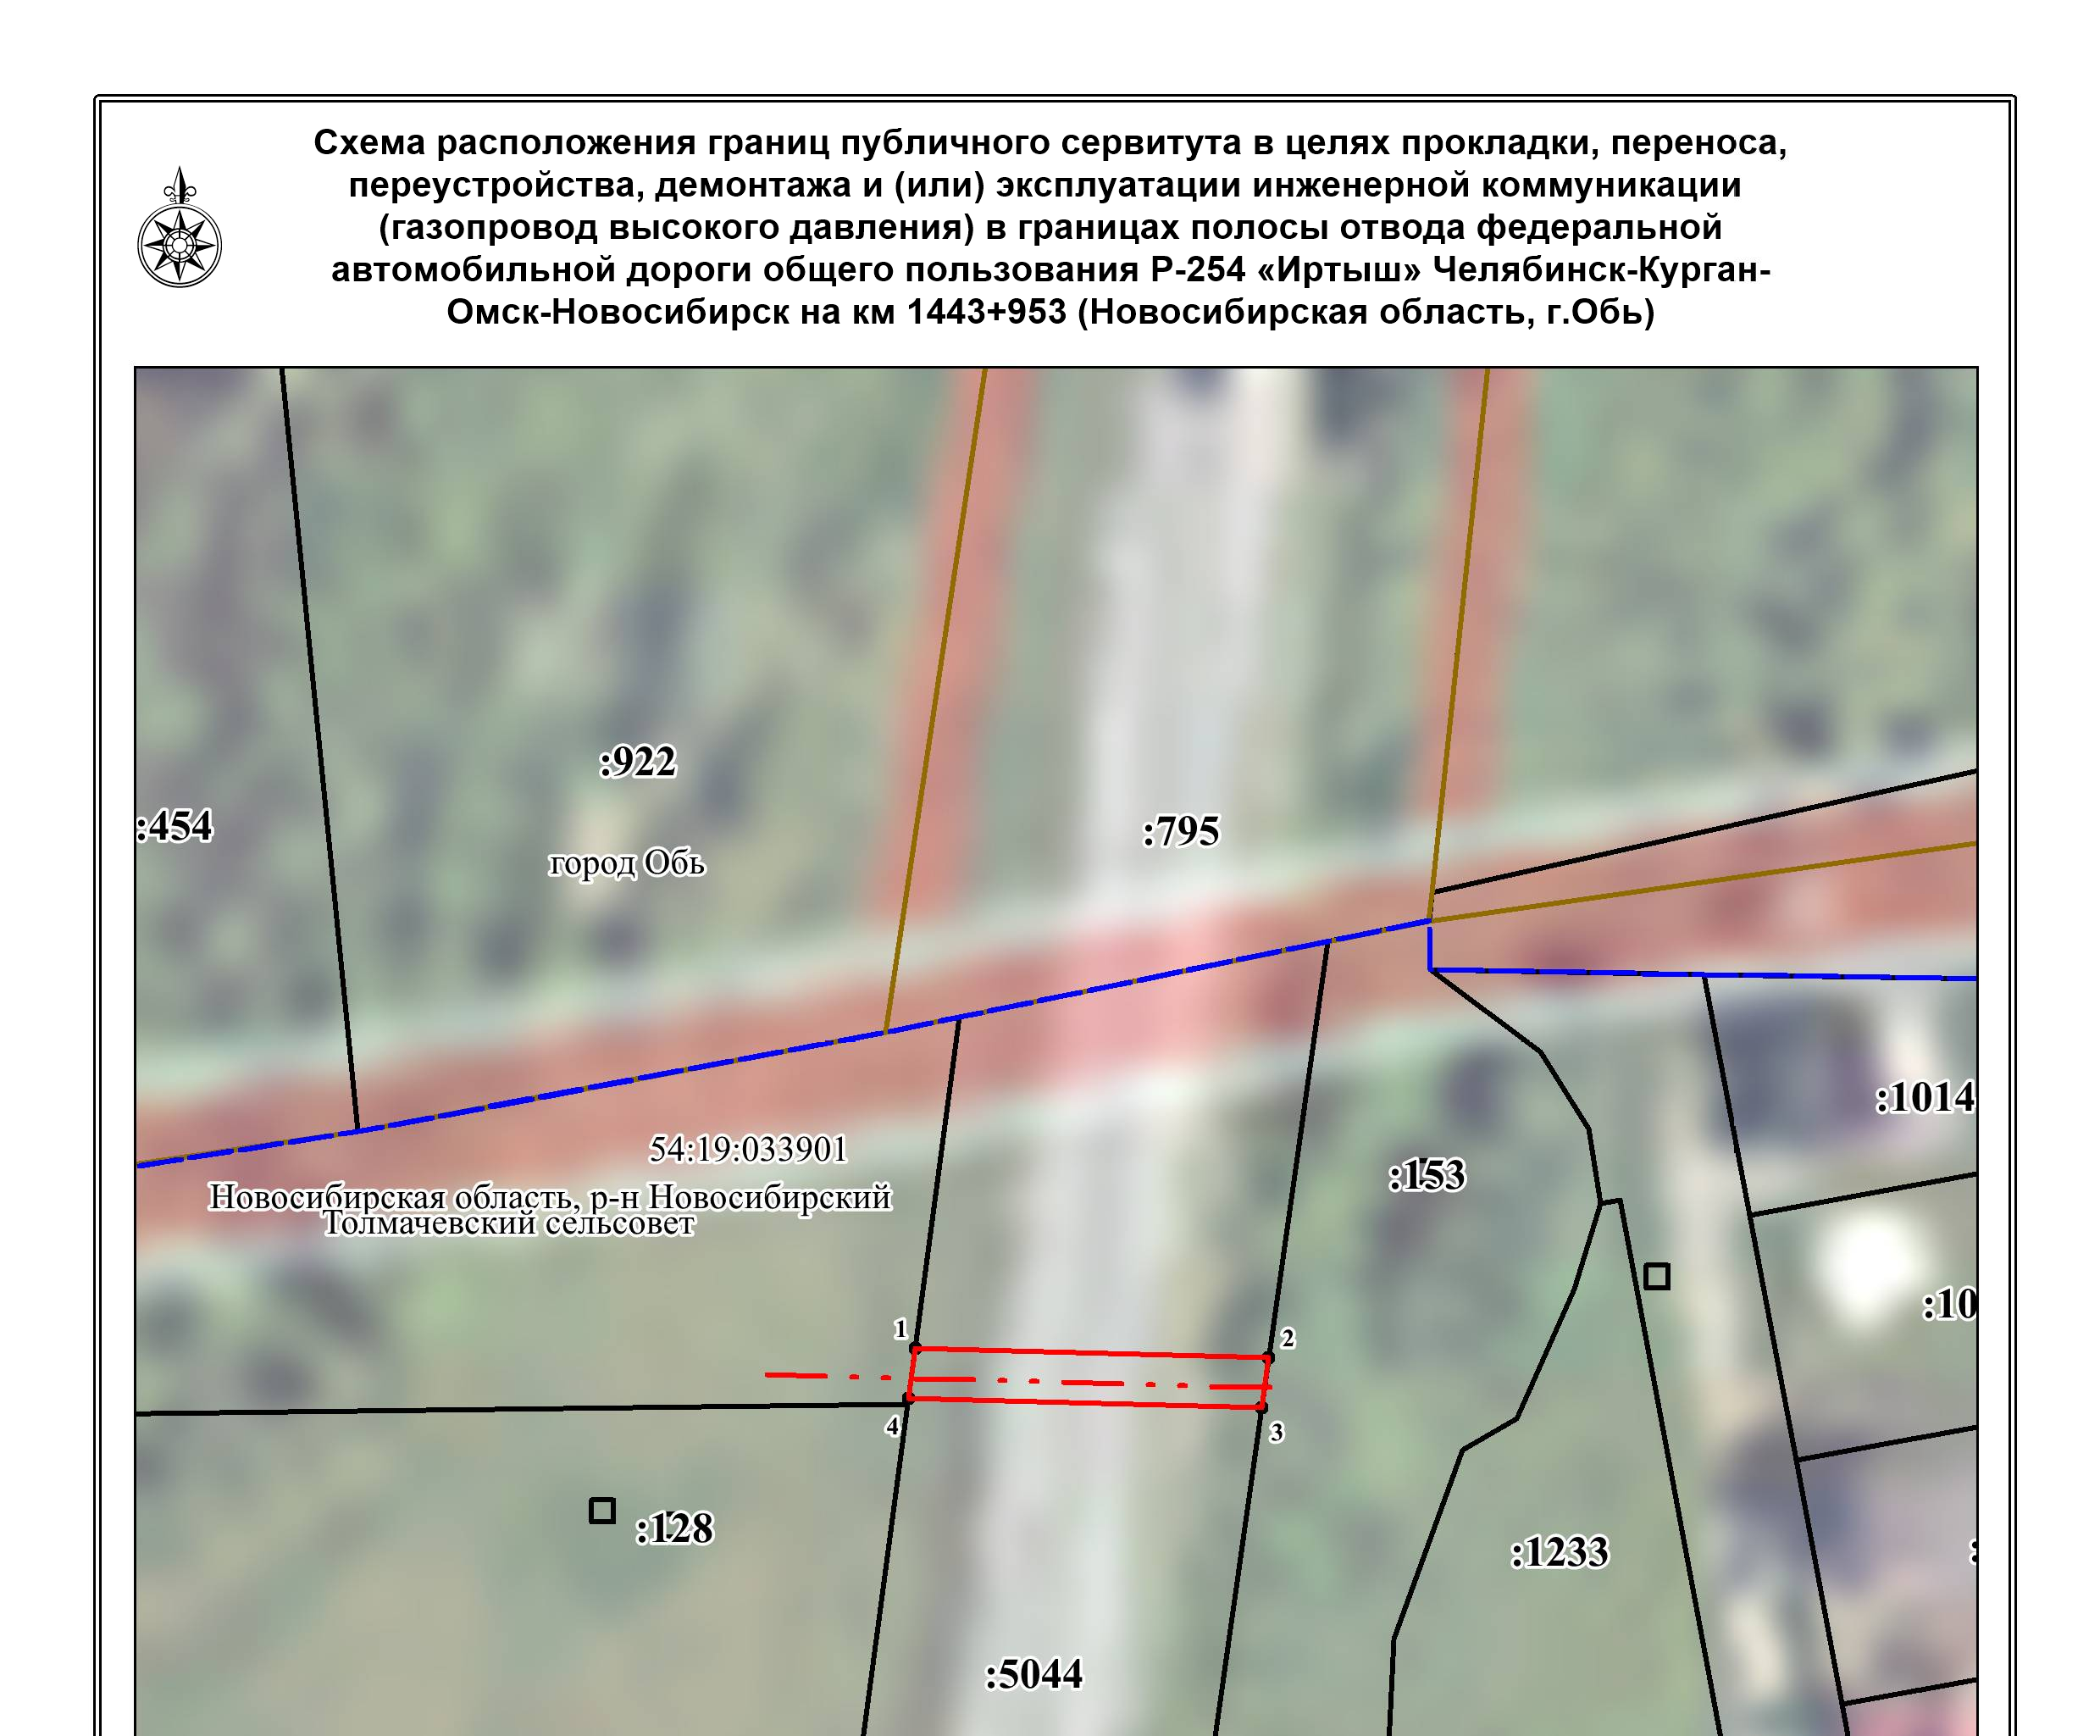 Схема расположения границ публичного сервитута в целях прокладки, переноса,
переустройства, демонтажа и (или) эксплуатации инженерной коммуникации
(газопровод высокого давления) в границах полосы отвода федеральной
автомобильной дороги общего пользования Р-254 «Иртыш» Челябинск-Курган-
Омск-Новосибирск на км 1443+953 (Новосибирская область, г.Обь)
:922
:454
:795
город Обь
:1014
54:19:033901
:153
Новосибирская область, р-н Новосибирский
Толмачевский сельсовет
:10
1
2
4
3
:128
:1233
:5044